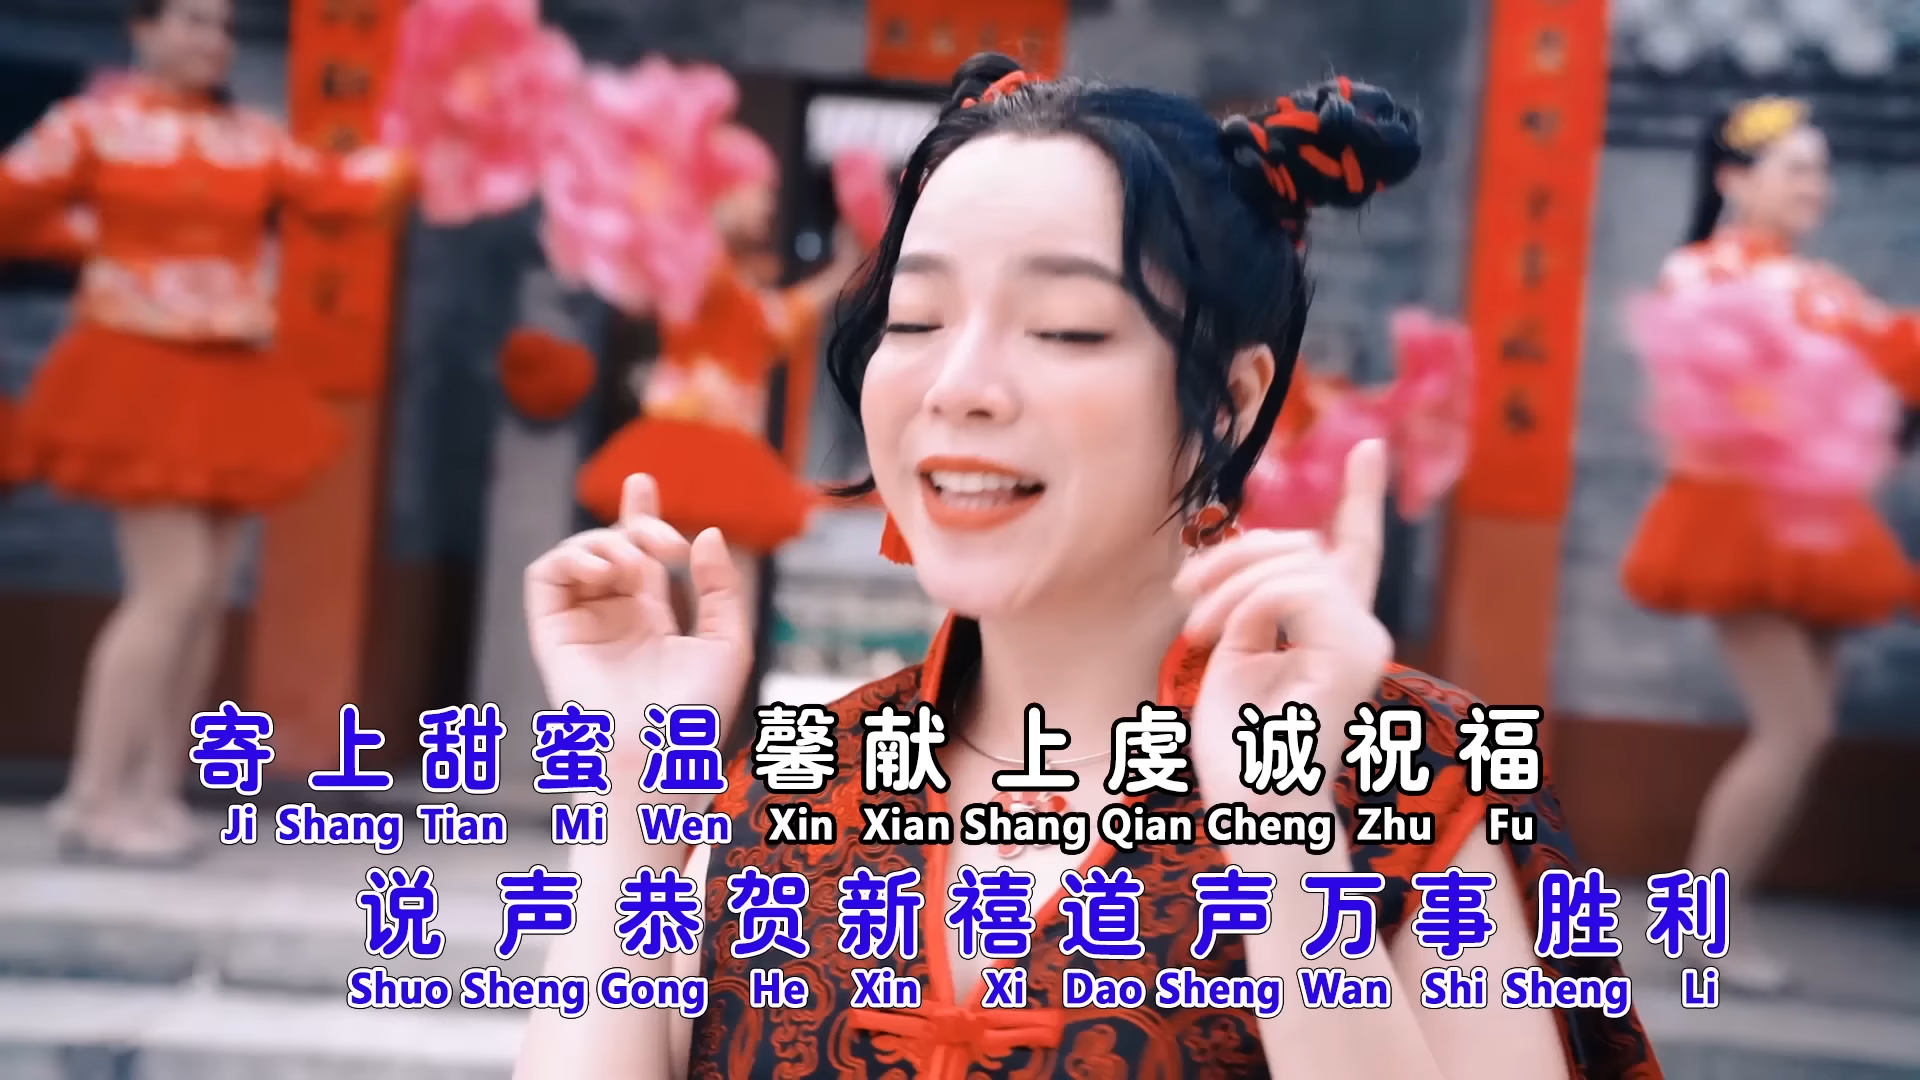 寄上甜蜜温馨献上虔诚祝福
Ji Shang Tian Mi Wen Xin Xian Shang Qian Cheng Zhu Fu
说声恭贺新禧道声万事胜利
Shuo Sheng Gong He Xin Xi Dao Sheng Wan Shi Sheng Li